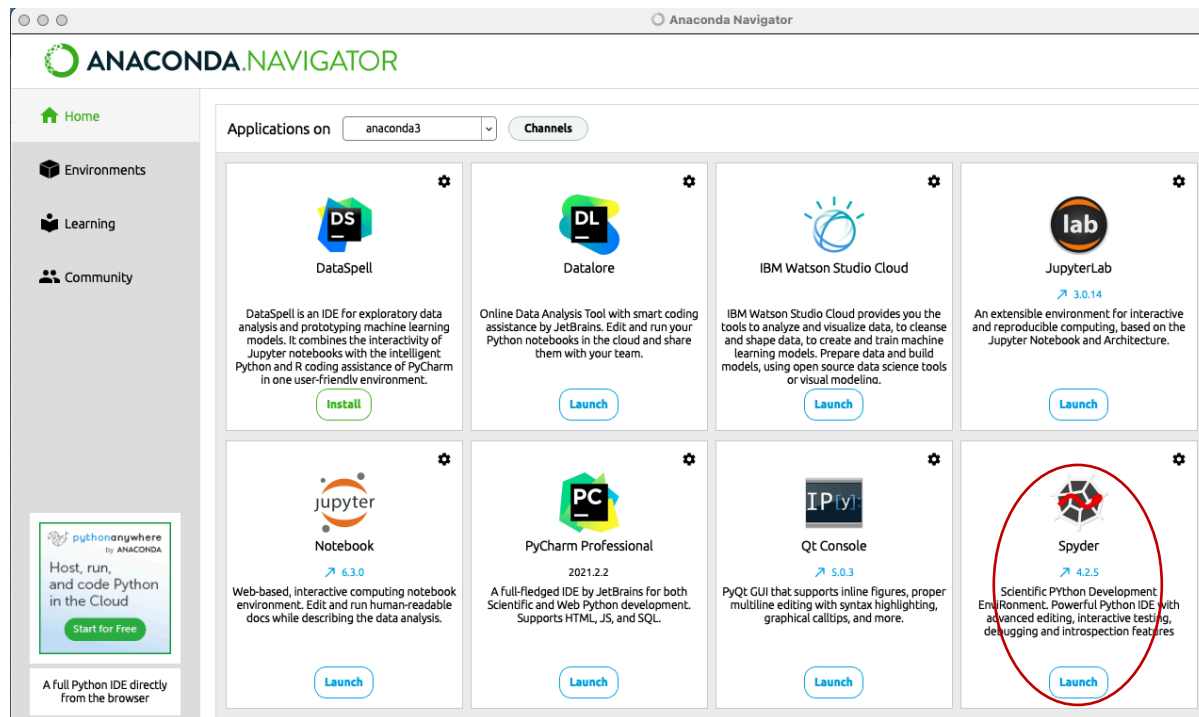 Anaconda Navigator
ANACONDA.NAVIGATOR
Home
Environments
Learning
Community
pythonanywhere
by ANACONDA
Host, run,
and code Python
in the Cloud
Start for Free
A full Python IDE directly
from the browser
Applications on anaconda3 Channels
DS
DataSpell
DataSpell is an IDE for exploratory data
analysis and prototyping machine learning
models. It combines the interactivity of
Jupyter notebooks with the intelligent
Python and R coding assistance of PyCharm
in one user-friendly environment.
Install
DL
Datalore
Online Data Analysis Tool with smart coding
assistance by JetBrains. Edit and run your
Python notebooks in the cloud and share
them with your team.
Launch
IBM Watson Studio Cloud
IBM Watson Studio Cloud provides you the
tools to analyze and visualize data, to cleanse
and shape data, to create and train machine
learning models. Prepare data and build
models, using open source data science tools
or visual modeling.
Launch
lab
JupyterLab
3.0.14
An extensible environment for interactive
and reproducible computing, based on the
Jupyter Notebook and Architecture.
Launch
jupyter
Notebook
6.3.0
Web-based, interactive computing notebook
environment. Edit and run human-readable
docs while describing the data analysis.
Launch
PC
PyCharm Professional
2021.2.2
A full-fledged IDE by JetBrains for both
Scientific and Web Python development.
Supports HTML, JS, and SQL.
Launch
IP[y]:
Qt Console
5.0.3
PyQt GUI that supports inline figures, proper
multiline editing with syntax highlighting,
graphical calltips, and more.
Launch
Spyder
4.2.5
Scientific PYthon Development
EnviRonment. Powerful Python IDE with
advanced editing, interactive testing,
debugging and introspection features
Launch